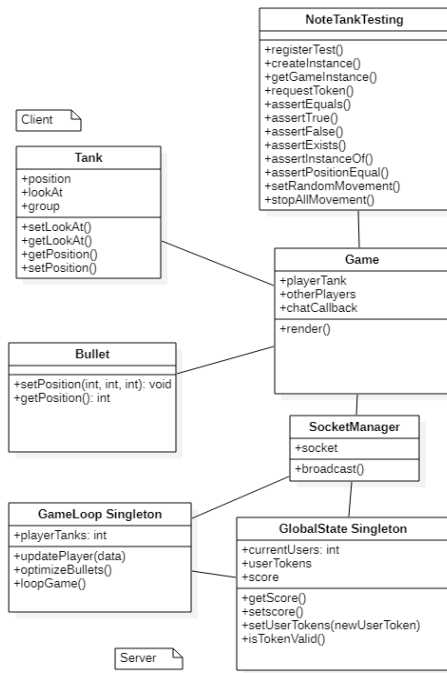 NoteTankTesting
+registerTest()
+createInstance()
+getGameInstance()
+requestToken()
+assertEquals()
+assertTrue()
+assertFalse()
+assertExists()
+assertInstanceOf()
+assertPositionEqual()
+setRandomMovement()
+stopAllMovement()
Client
Tank
+position
+lookAt
+group
+setLookAt()
+getLookAt()
+getPosition()
+setPosition()
Game
+playerTank
+otherPlayers
+chatCallback
+render()
Bullet
+setPosition(int, int, int): void
+getPosition(): int
SocketManager
+socket
+broadcast()
GameLoop Singleton
+playerTanks: int
+updatePlayer(data)
+optimizeBullets()
+loopGame()
GlobalState Singleton
+currentUsers: int
+userTokens
+score
+getScore()
+setscore()
+setUserTokens(newUserToken)
+isTokenValid()
Server